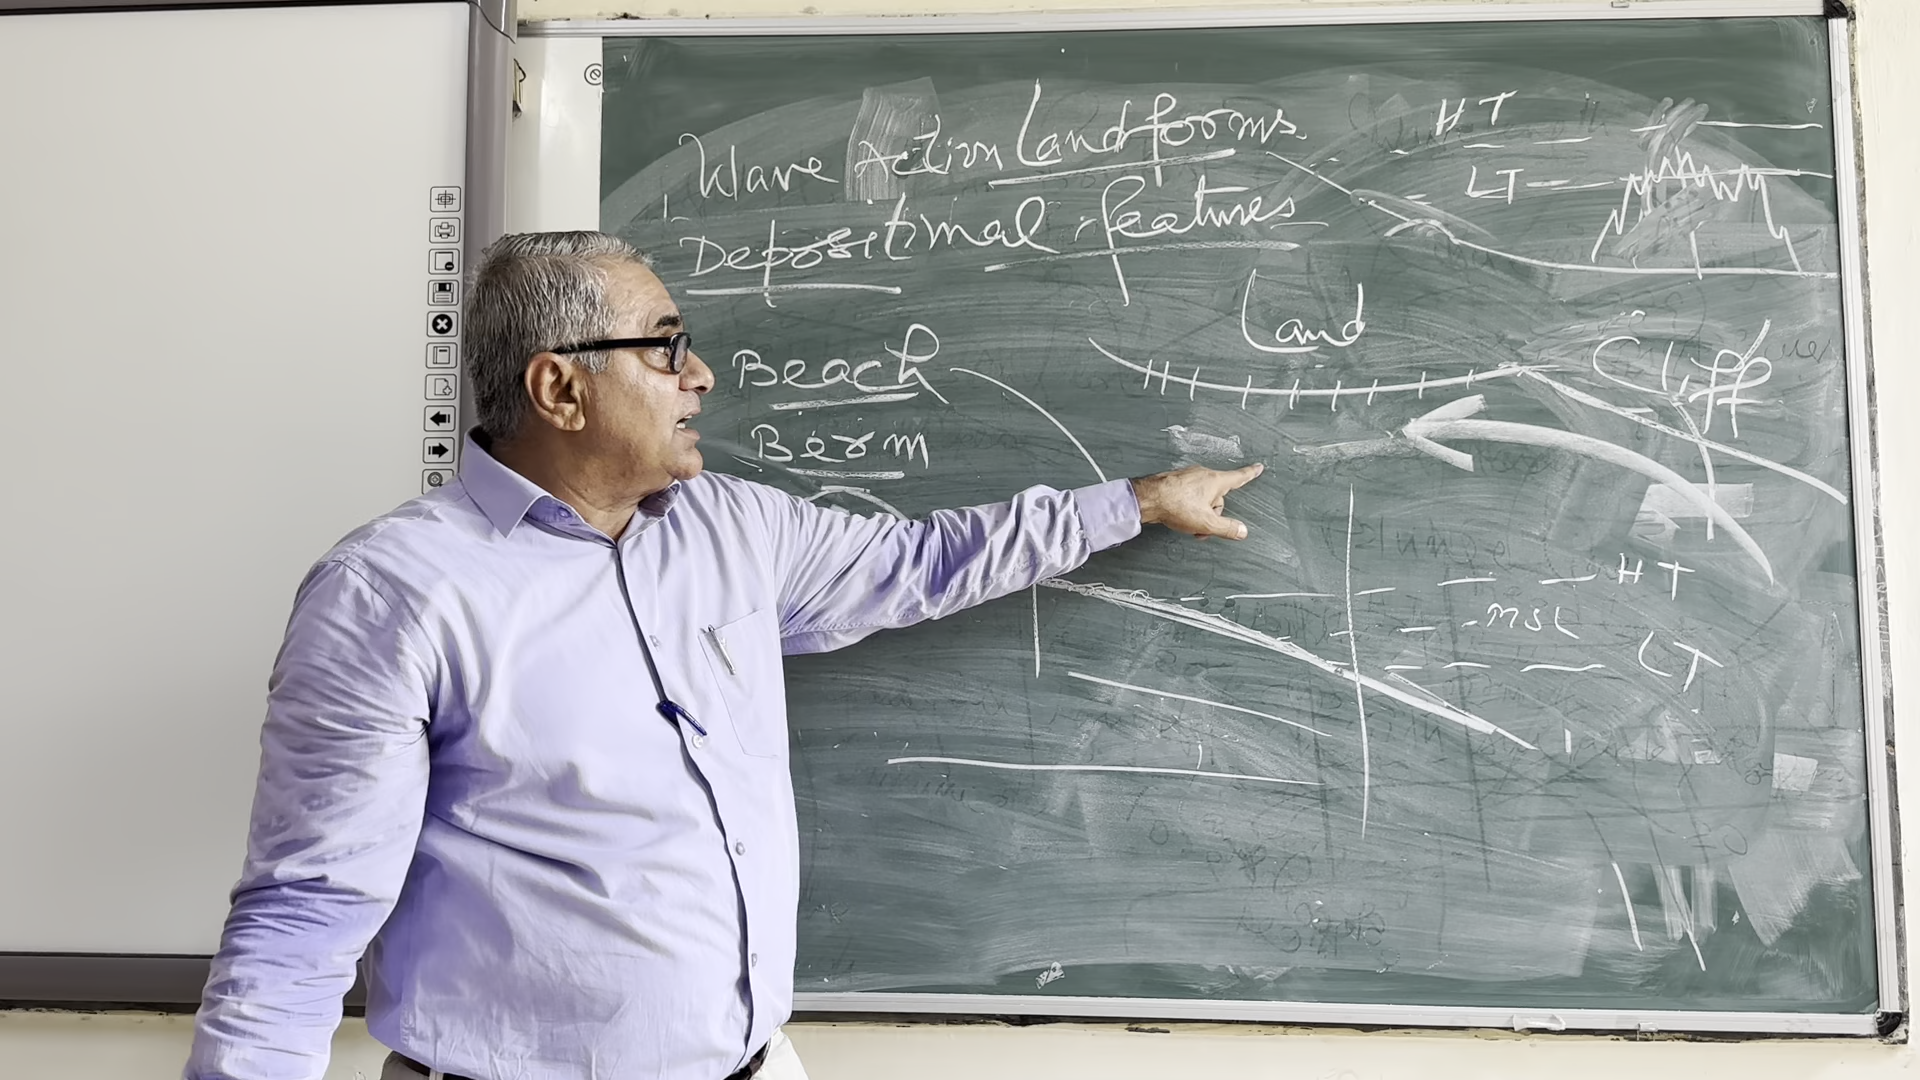 Wave Action Landforms
Depositional features
HT
LT
Land
Beach
Cliff
Berm
HT
MSL
LT